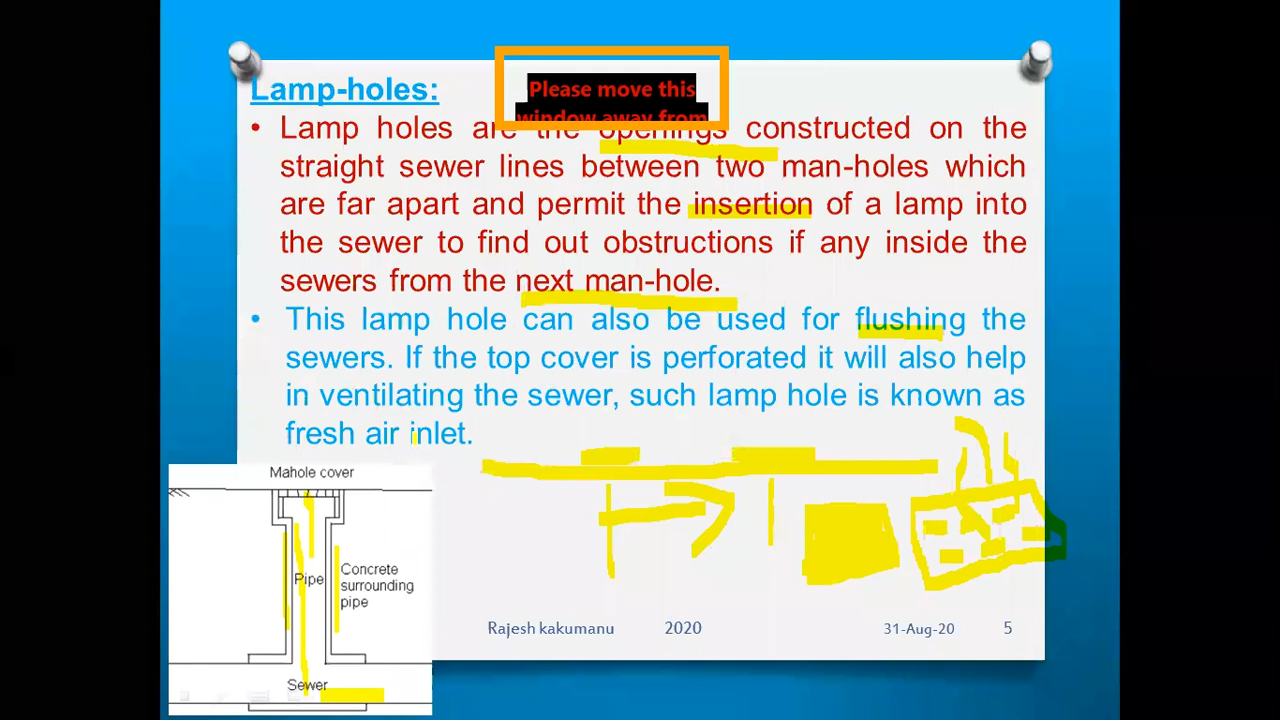 Lamp-holes:
Please move this
window away from
• Lamp holes are the openings constructed on the
straight sewer lines between two man-holes which
are far apart and permit the insertion of a lamp into
the sewer to find out obstructions if any inside the
sewers from the next man-hole.
• This lamp hole can also be used for flushing the
sewers. If the top cover is perforated it will also help
in ventilating the sewer, such lamp hole is known as
fresh air inlet.
Mahole cover
Pipe
Concrete
surrounding
pipe
Sewer
Rajesh kakumanu 2020 31-Aug-20 5